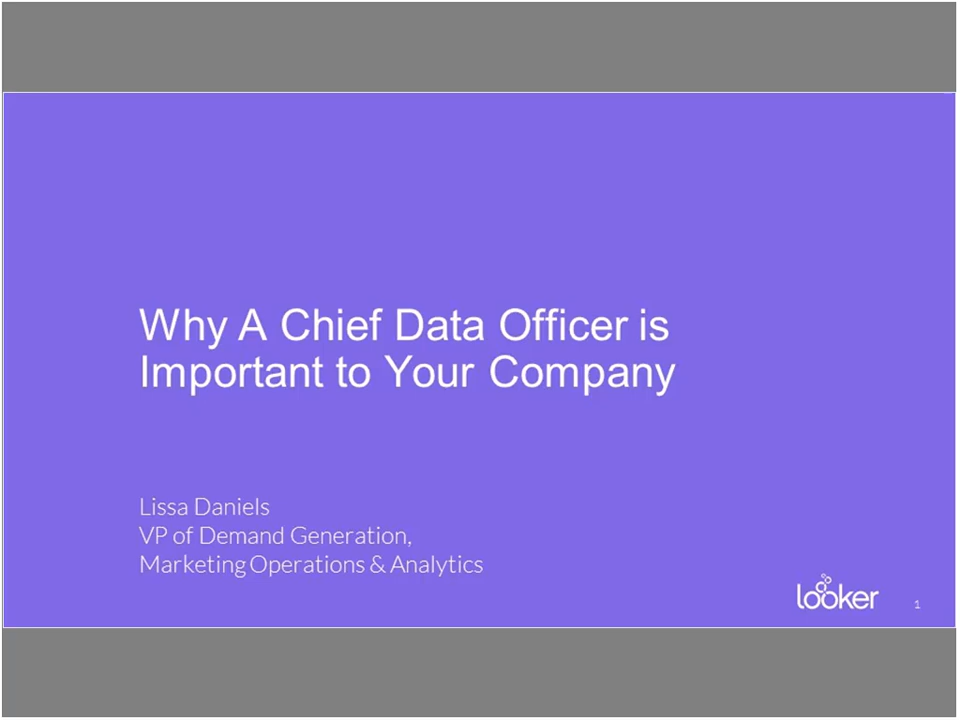 Why A Chief Data Officer is
Important to Your Company
Lissa Daniels
VP of Demand Generation,
Marketing Operations & Analytics
looker
1